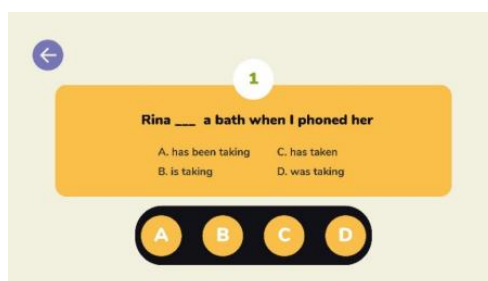 1
Rina ___ a bath when I phoned her
A. has been taking C. has taken
B. is taking D. was taking
A B C D